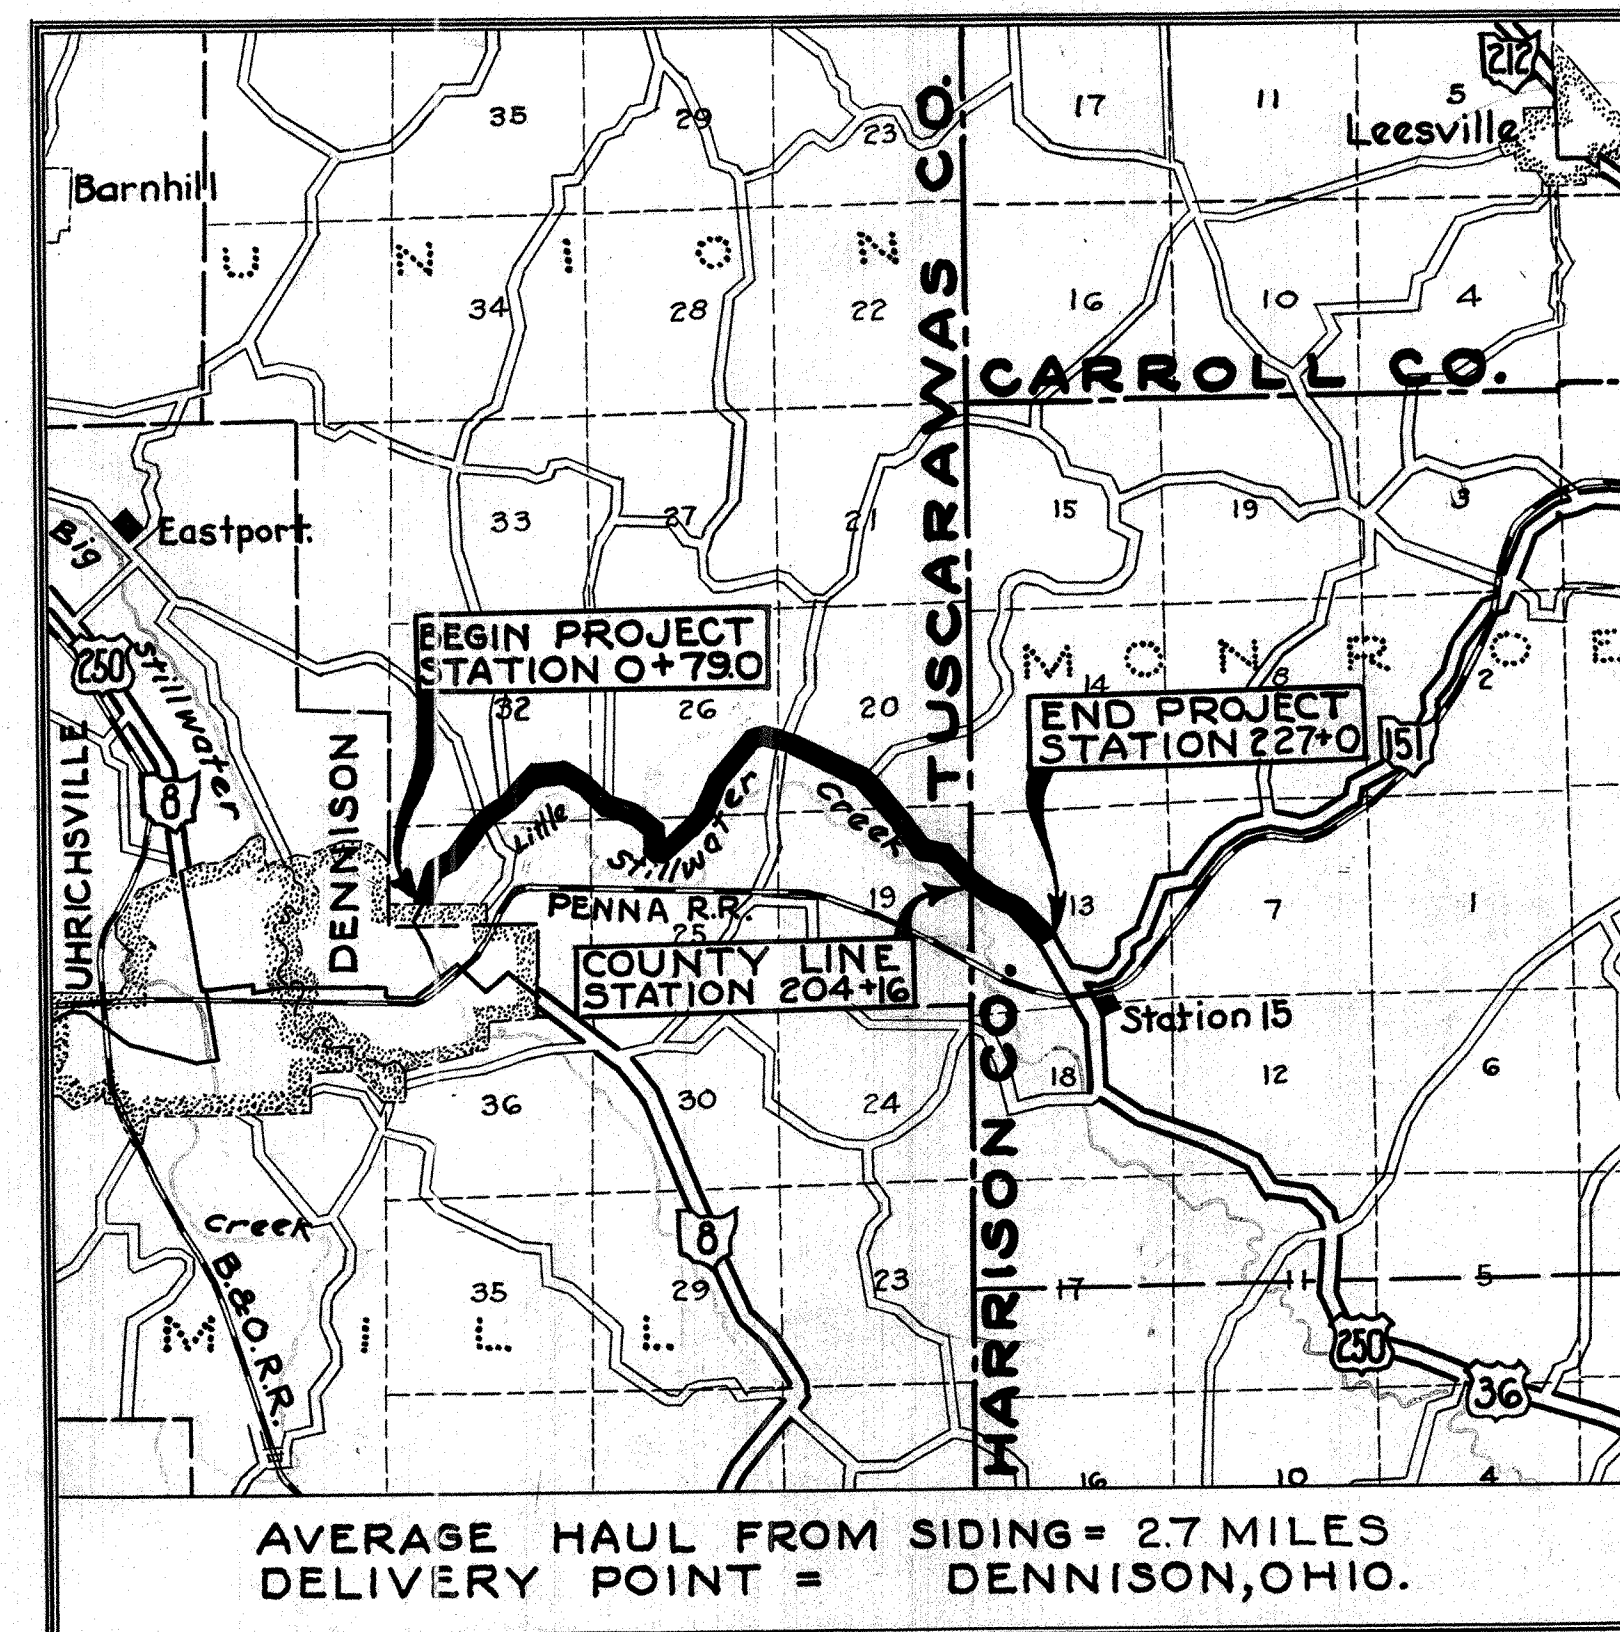 212
35
29
23
17
11
5
Leesville
Barnhill
UNION
34
28
22
16
10
4
TUSCARAWAS CO.
CARROLL CO.
Big
Stillwater
Eastport.
33
27
21
15
19
3
BEGIN PROJECT
STATION 0+79.0
250
MONROE
14
8
2
32
26
20
END PROJECT
STATION 227+0
151
8
UHRICHSVILLE
DENNISON
Little
Stillwater
Creek
19
13
7
1
PENNA R.R.
25
COUNTY LINE
STATION 204+16
Station 15
36
30
24
18
12
6
HARRISON CO.
Creek
B.&O.R.R.
8
35
29
23
17
11
5
MILL
250
36
16
10
4
AVERAGE HAUL FROM SIDING = 2.7 MILES
DELIVERY POINT = DENNISON, OHIO.